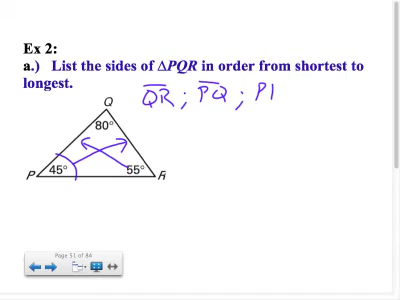 Ex 2:
a.) List the sides of ΔPQR in order from shortest to
longest.
QR ; PQ ; P
Q
80°
P 45° 55° R
Page 51 of 84